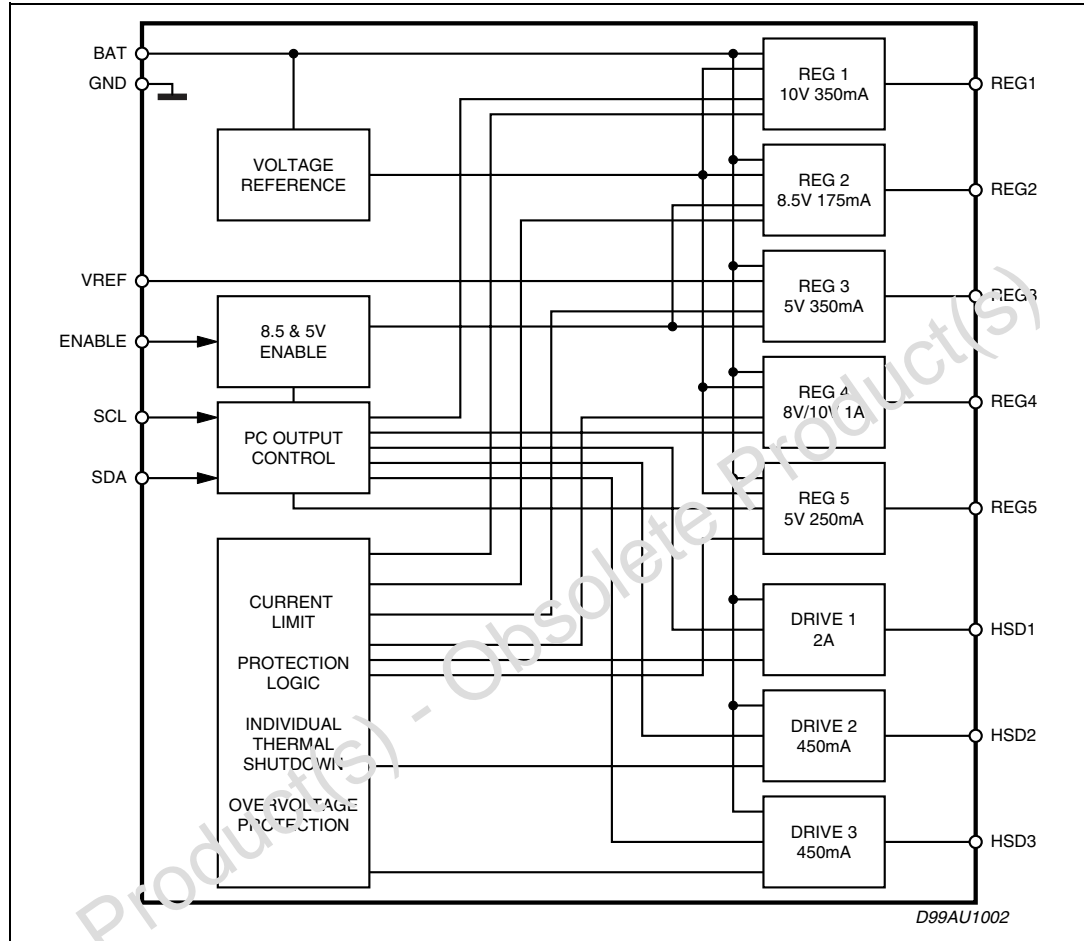 BAT
GND
VREF
ENABLE
SCL
SDA
VOLTAGE
REFERENCE
8.5 & 5V
ENABLE
PC OUTPUT
CONTROL
CURRENT
LIMIT
PROTECTION
LOGIC
INDIVIDUAL
THERMAL
SHUTDOWN
OVERVOLTAGE
PROTECTION
REG 1
10V 350mA
REG 2
8.5V 175mA
REG 3
5V 350mA
REG 4
8V/10V 1A
REG 5
5V 250mA
DRIVE 1
2A
DRIVE 2
450mA
DRIVE 3
450mA
REG1
REG2
REG3
REG4
REG5
HSD1
HSD2
HSD3
D99AU1002
Product(s) - Obsolete Product(s)